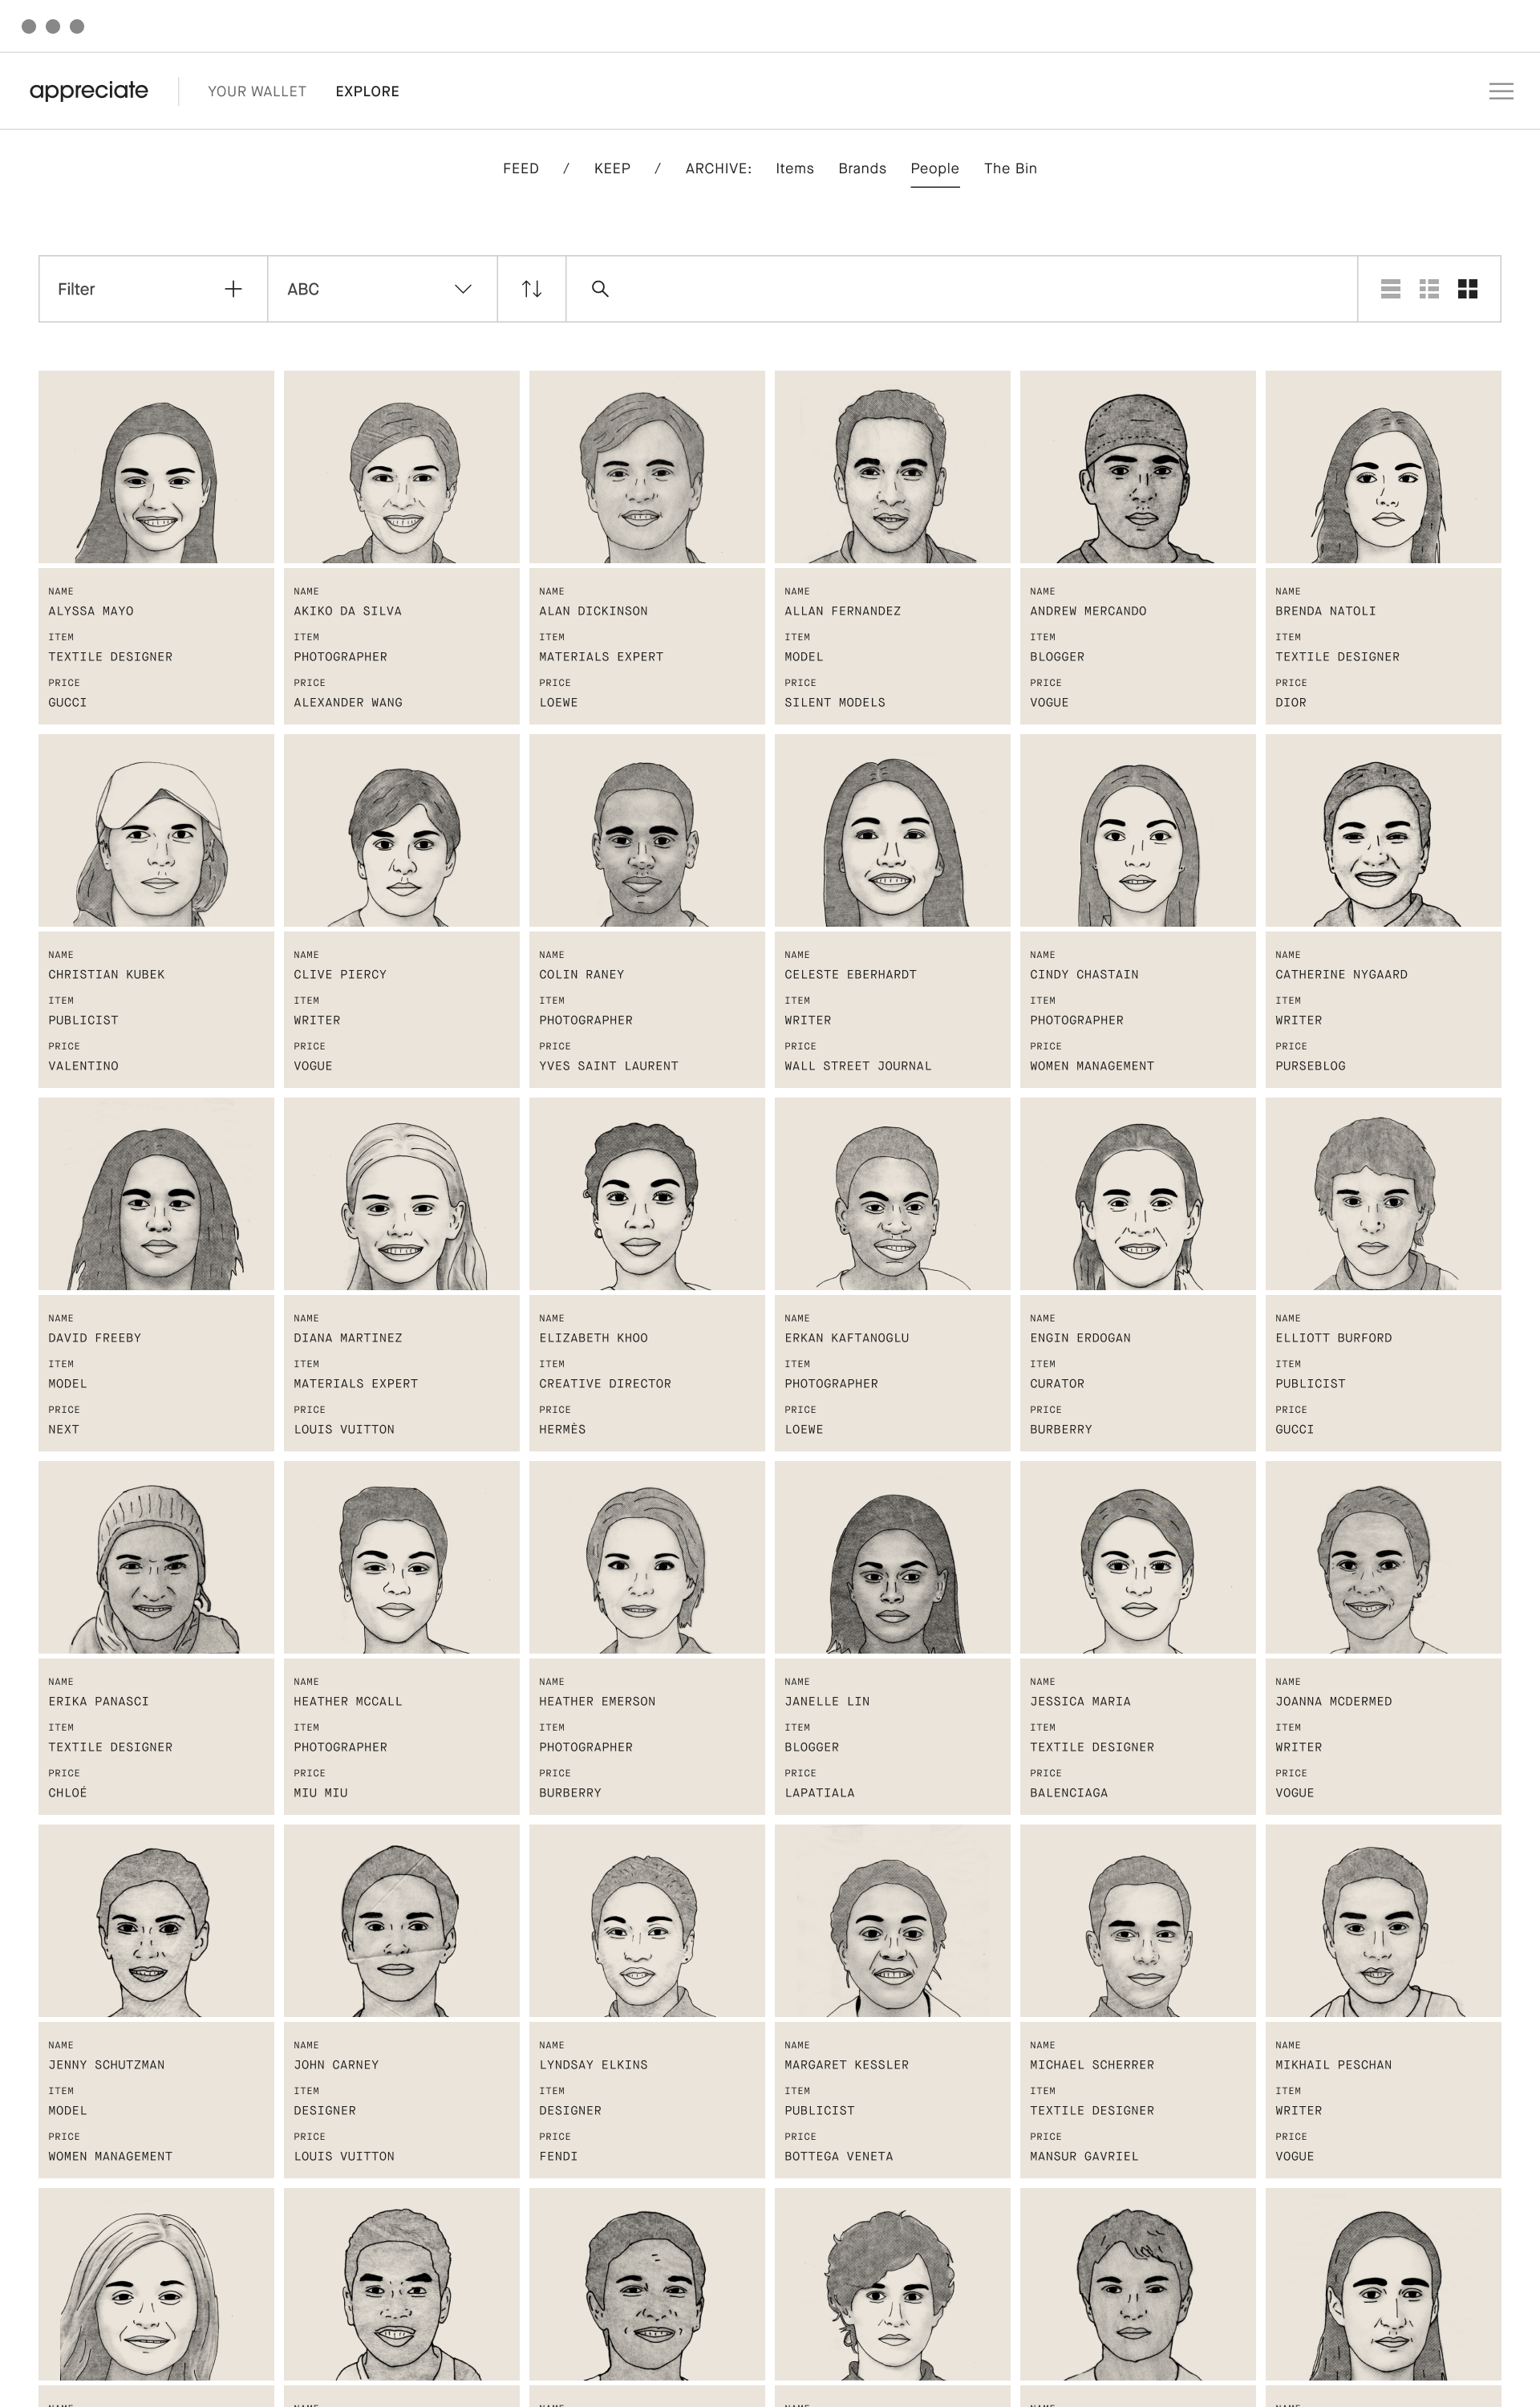 appreciate YOUR WALLET EXPLORE
FEED / KEEP / ARCHIVE: Items Brands People The Bin
Filter ABC
NAME NAME NAME NAME NAME NAME
ALYSSA MAYO AKIKO DA SILVA ALAN DICKINSON ALLAN FERNANDEZ ANDREW MERCANDO BRENDA NATOLI
ITEM ITEM ITEM ITEM ITEM ITEM
TEXTILE DESIGNER PHOTOGRAPHER MATERIALS EXPERT MODEL BLOGGER TEXTILE DESIGNER
PRICE PRICE PRICE PRICE PRICE PRICE
GUCCI ALEXANDER WANG LOEWE SILENT MODELS VOGUE DIOR
NAME NAME NAME NAME NAME NAME
CHRISTIAN KUBEK CLIVE PIERCY COLIN RANEY CELESTE EBERHARDT CINDY CHASTAIN CATHERINE NYGAARD
ITEM ITEM ITEM ITEM ITEM ITEM
PUBLICIST WRITER PHOTOGRAPHER WRITER PHOTOGRAPHER WRITER
PRICE PRICE PRICE PRICE PRICE PRICE
VALENTINO VOGUE YVES SAINT LAURENT WALL STREET JOURNAL WOMEN MANAGEMENT PURSEBLOG
NAME NAME NAME NAME NAME NAME
DAVID FREEBY DIANA MARTINEZ ELIZABETH KHOO ERKAN KAFTANOGLU ENGIN ERDOGAN ELLIOTT BURFORD
ITEM ITEM ITEM ITEM ITEM ITEM
MODEL MATERIALS EXPERT CREATIVE DIRECTOR PHOTOGRAPHER CURATOR PUBLICIST
PRICE PRICE PRICE PRICE PRICE PRICE
NEXT LOUIS VUITTON HERMÈS LOEWE BURBERRY GUCCI
NAME NAME NAME NAME NAME NAME
ERIKA PANASCI HEATHER MCCALL HEATHER EMERSON JANELLE LIN JESSICA MARIA JOANNA MCDERMED
ITEM ITEM ITEM ITEM ITEM ITEM
TEXTILE DESIGNER PHOTOGRAPHER PHOTOGRAPHER BLOGGER TEXTILE DESIGNER WRITER
PRICE PRICE PRICE PRICE PRICE PRICE
CHLOÉ MIU MIU BURBERRY LAPATIALA BALENCIAGA VOGUE
NAME NAME NAME NAME NAME NAME
JENNY SCHUTZMAN JOHN CARNEY LYNDSAY ELKINS MARGARET KESSLER MICHAEL SCHERRER MIKHAIL PESCHAN
ITEM ITEM ITEM ITEM ITEM ITEM
MODEL DESIGNER DESIGNER PUBLICIST TEXTILE DESIGNER WRITER
PRICE PRICE PRICE PRICE PRICE PRICE
WOMEN MANAGEMENT LOUIS VUITTON FENDI BOTTEGA VENETA MANSUR GAVRIEL VOGUE